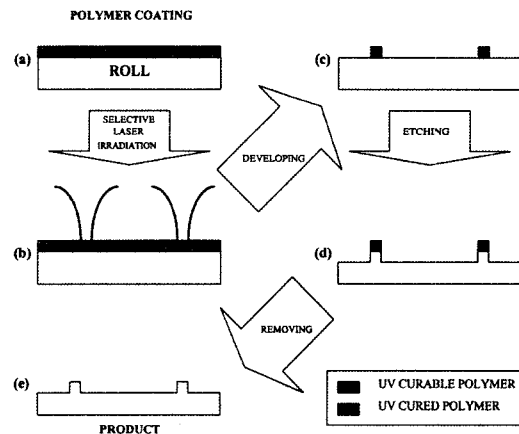 POLYMER COATING
(a)
ROLL
SELECTIVE
LASER
IRRADIATION
(b)
DEVELOPING
(c)
ETCHING
(d)
REMOVING
(e)
PRODUCT
UV CURABLE POLYMER
UV CURED POLYMER